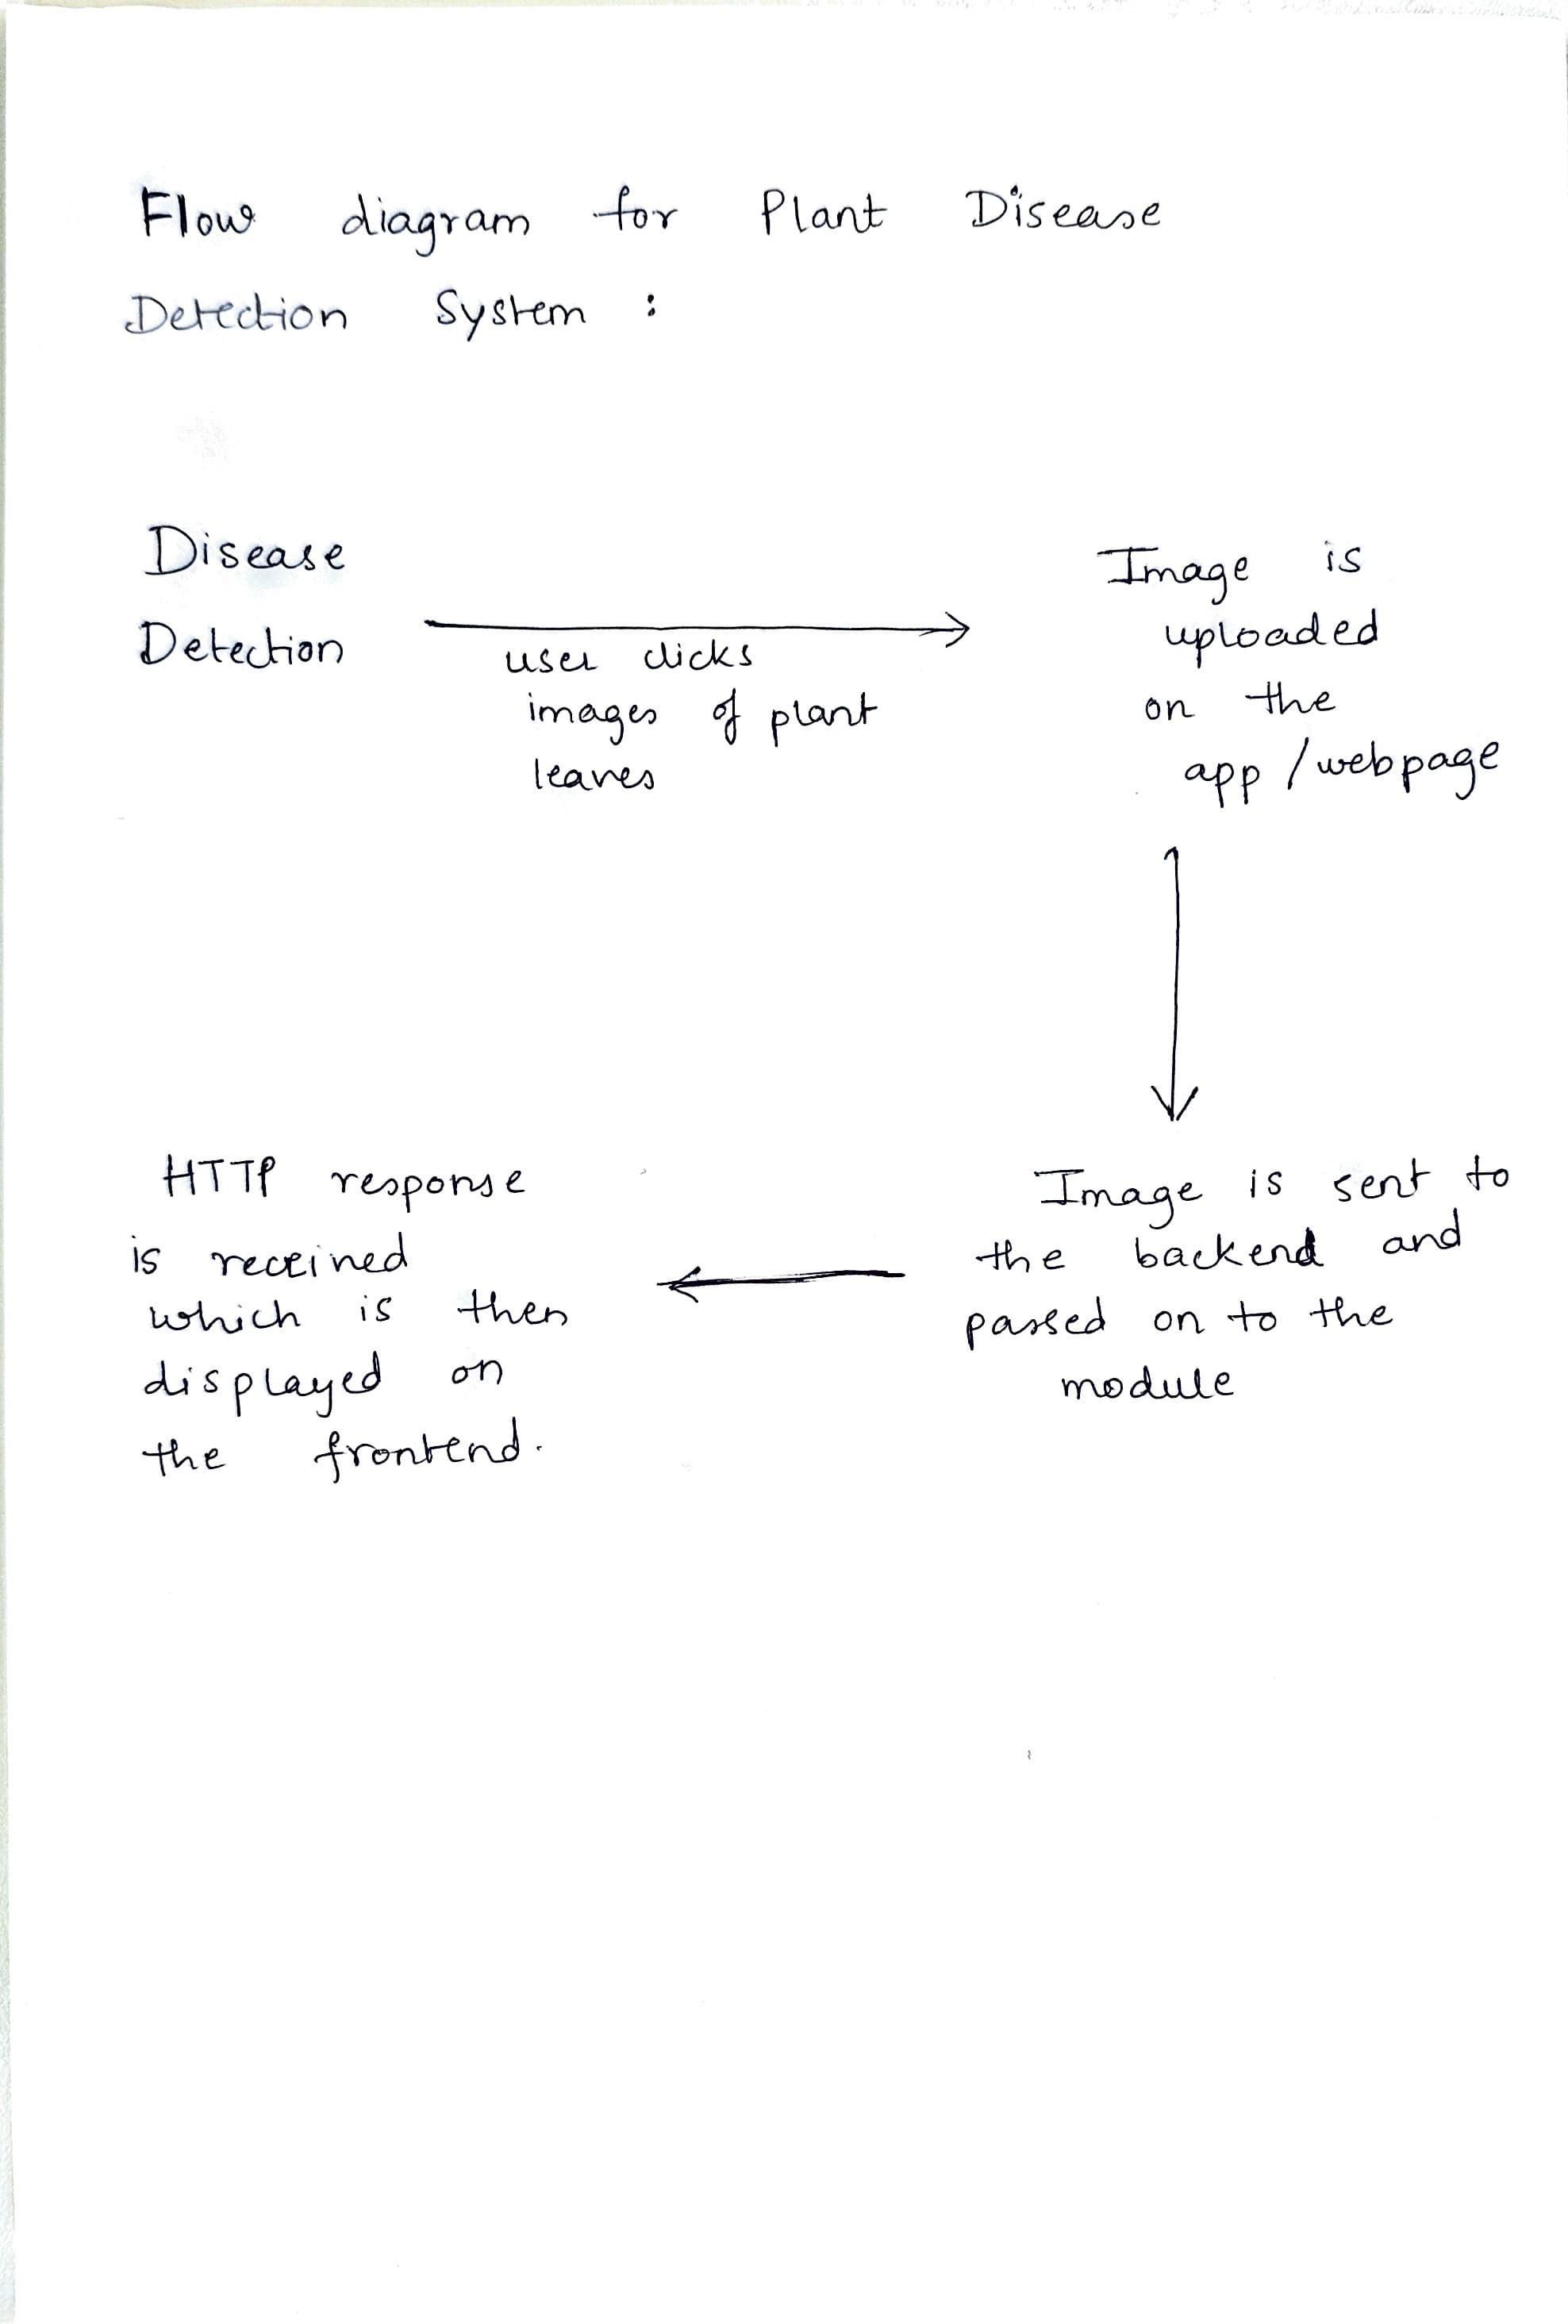 Flow diagram for Plant Disease
Detection System :
Disease
Detection
user clicks
images of plant
leaves
Image is
uploaded
on the
app / webpage
Image is sent to
the backend and
passed on to the
module
HTTP response
is received
which is then
displayed on
the frontend.